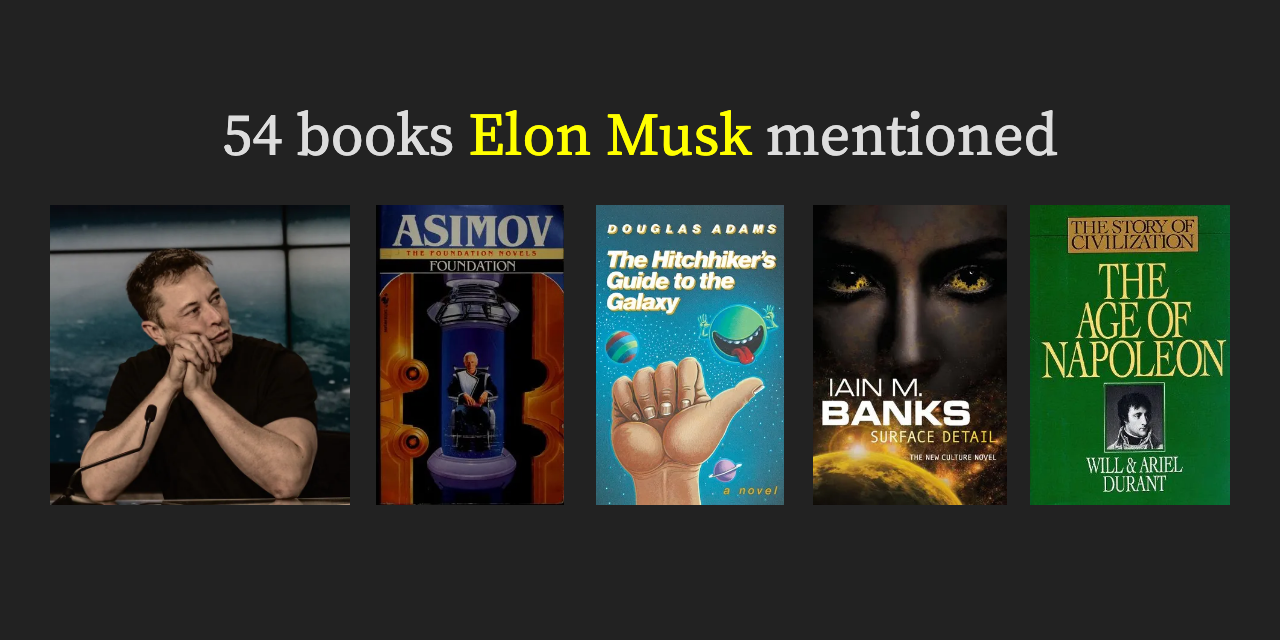 54 books Elon Musk mentioned
ASIMOV
THE FOUNDATION NOVELS
FOUNDATION
DOUGLAS ADAMS
The Hitchhiker's
Guide to the
Galaxy
a novel
IAIN M.
BANKS
SURFACE DETAIL
THE NEW CULTURE NOVEL
THE STORY OF
CIVILIZATION
THE
AGE OF
NAPOLEON
WILL & ARIEL
DURANT